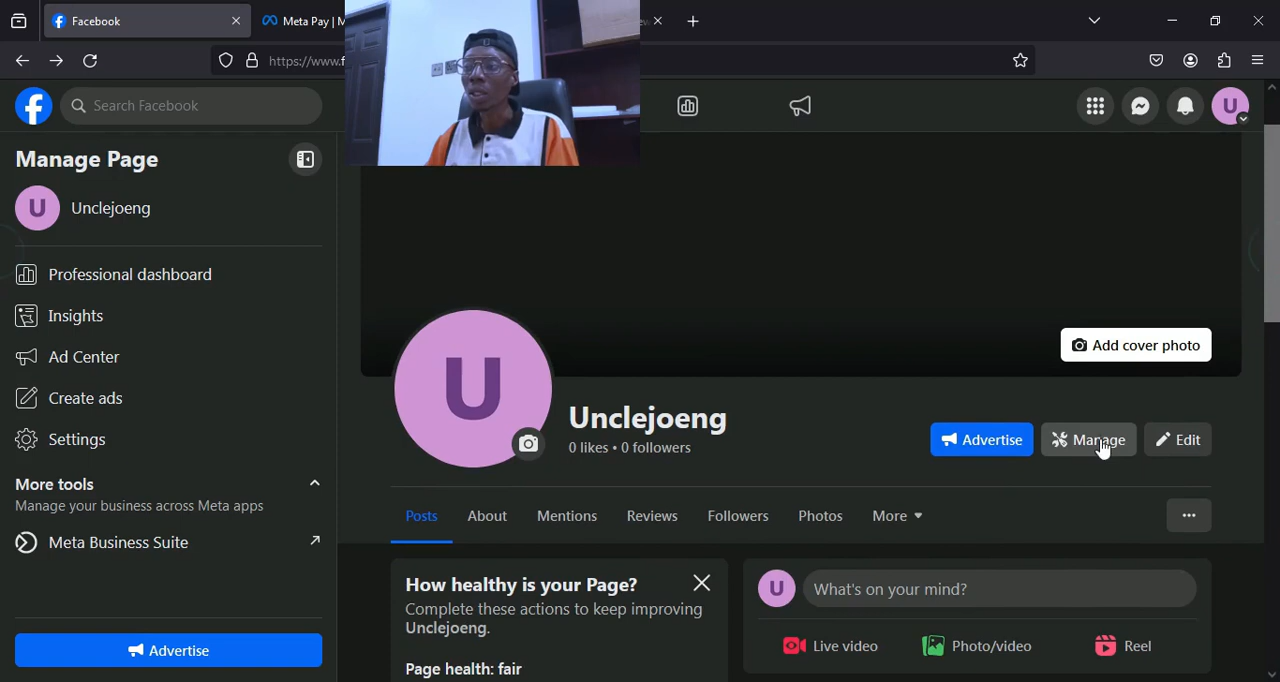 Facebook
Meta Pay | M
https://www.f
Search Facebook
U
Manage Page
U
Unclejoeng
Professional dashboard
Insights
Ad Center
Create ads
Settings
More tools
Manage your business across Meta apps
Meta Business Suite
Advertise
Add cover photo
U
Unclejoeng
0 likes • 0 followers
Advertise
Manage
Edit
Posts
About
Mentions
Reviews
Followers
Photos
More
How healthy is your Page?
Complete these actions to keep improving
Unclejoeng.
Page health: fair
U
What's on your mind?
Live video
Photo/video
Reel